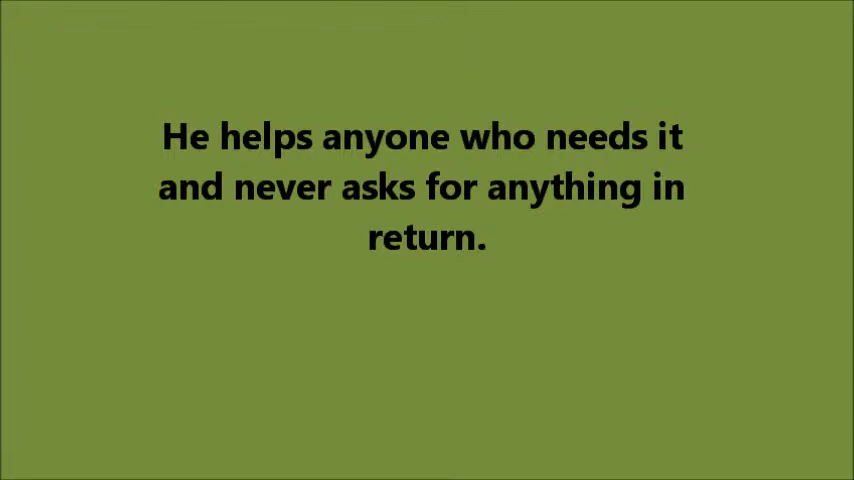 He helps anyone who needs it
and never asks for anything in
return.